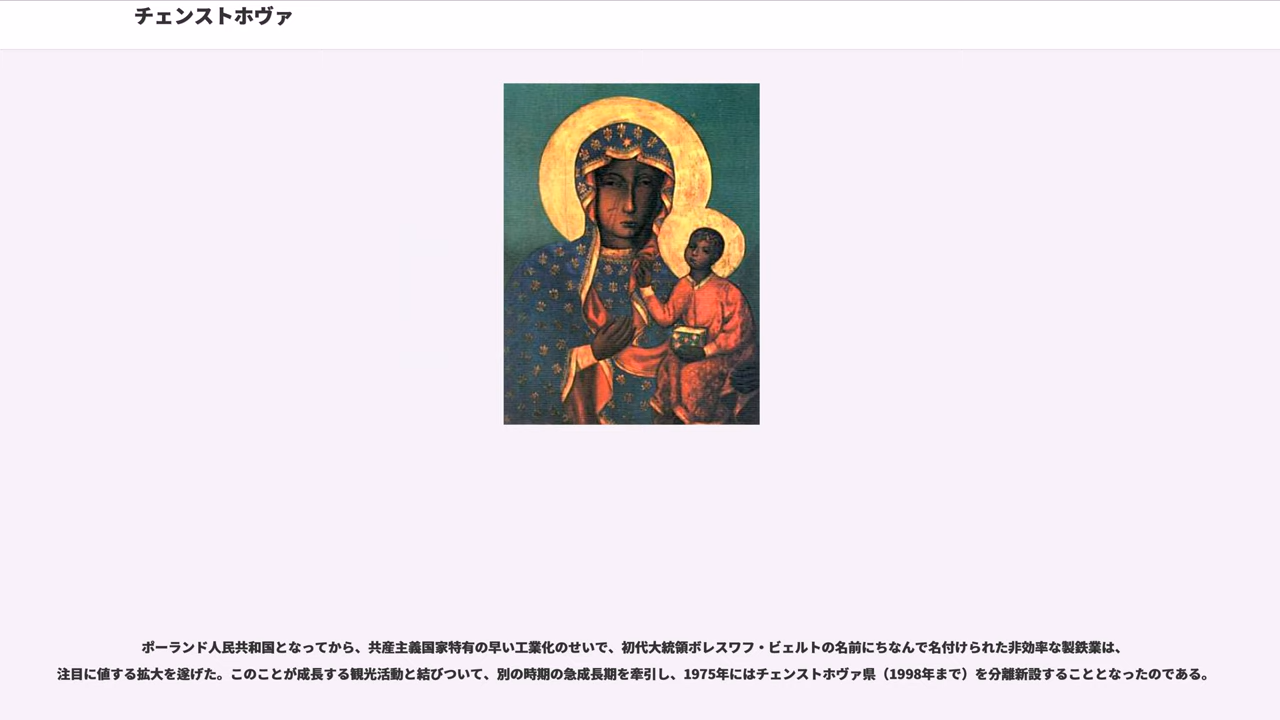 チェンストホヴァ
ポーランド人民共和国となってから、共産主義国家特有の早い工業化のせいで、初代大統領ボレスワフ・ビェルトの名前にちなんで名付けられた非効率な製鉄業は、
注目に値する拡大を遂げた。このことが成長する観光活動と結びついて、別の時期の急成長期を牽引し、1975年にはチェンストホヴァ県（1998年まで）を分離新設することとなったのである。